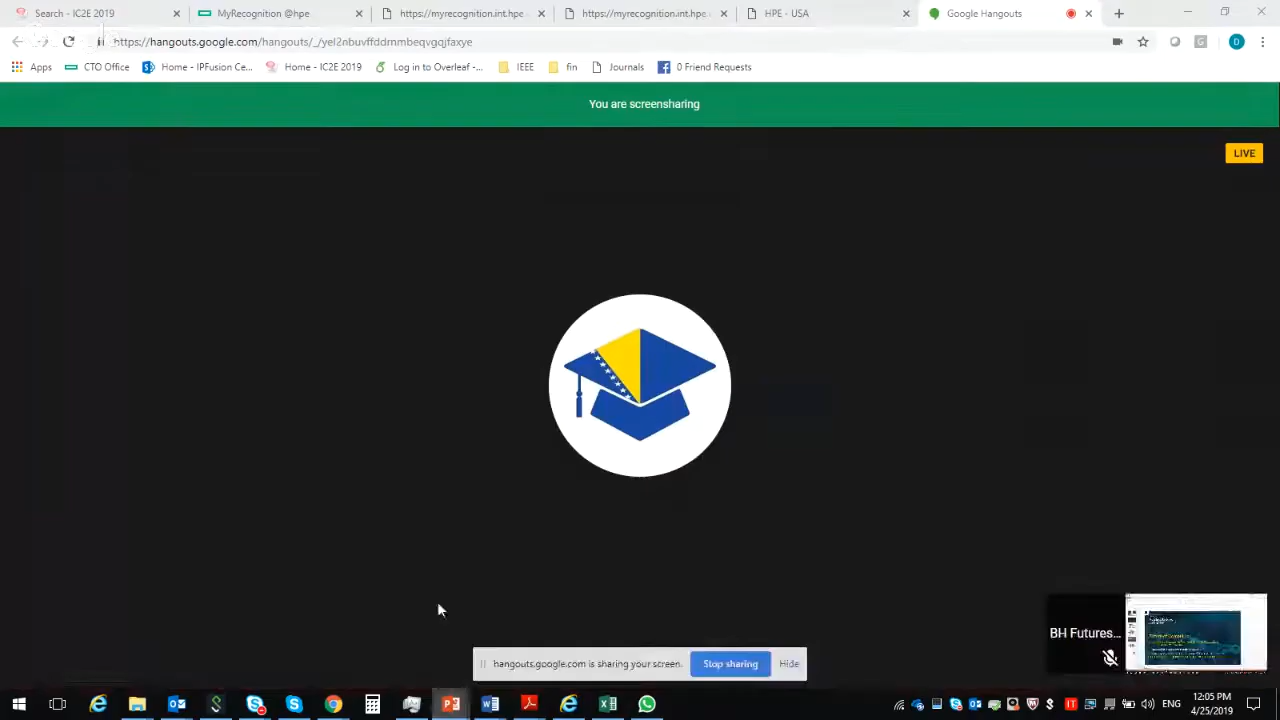 Search - IC2E 2019
MyRecognition @hpe
https://myrecognition.int.hpe
https://myrecognition.int.hpe
HPE - USA
Google Hangouts
https://hangouts.google.com/hangouts/_/yel2nbuvffddrnmbeqvgqjfaxye
G
D
Apps
CTO Office
Home - IPFusion Ce...
Home - IC2E 2019
Log in to Overleaf -...
IEEE
fin
Journals
0 Friend Requests
You are screensharing
LIVE
BH Futures...
hangouts.google.com is sharing your screen.
Stop sharing
Hide
ENG
12:05 PM
4/25/2019